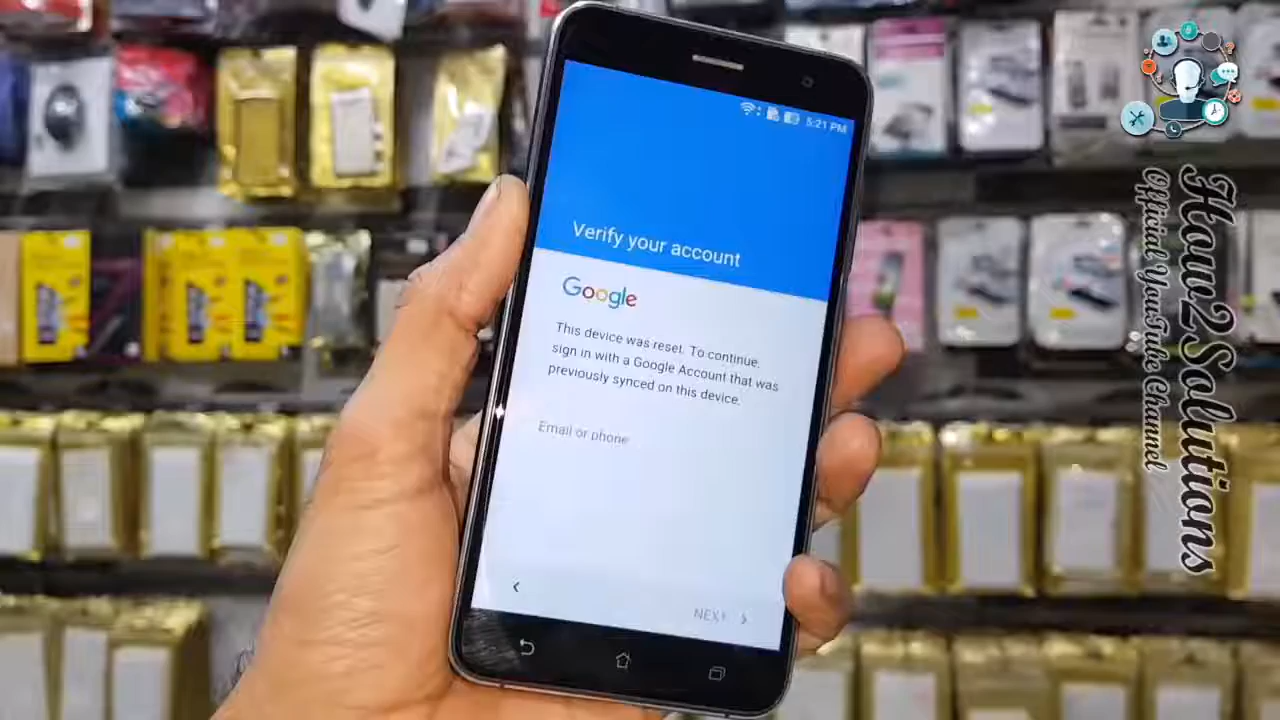 5:21 PM
Verify your account
Google
This device was reset. To continue,
sign in with a Google Account that was
previously synced on this device.
Email or phone
NEXT
How2Solutions
Official YouTube Channel